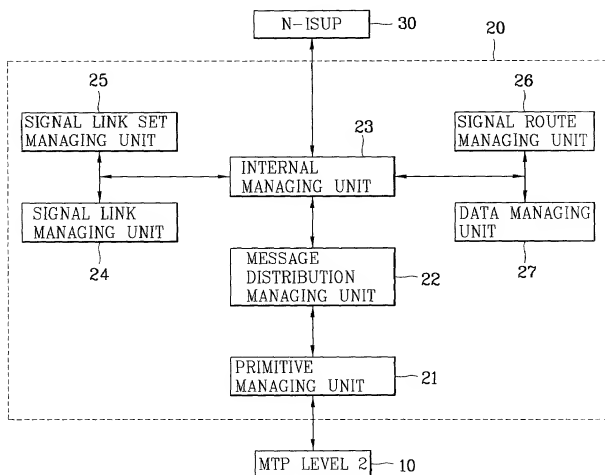 N-ISUP
30
20
25
SIGNAL LINK SET
MANAGING UNIT
26
SIGNAL ROUTE
MANAGING UNIT
23
INTERNAL
MANAGING UNIT
SIGNAL LINK
MANAGING UNIT
24
DATA MANAGING
UNIT
27
MESSAGE
DISTRIBUTION
MANAGING UNIT
22
PRIMITIVE
MANAGING UNIT
21
MTP LEVEL 2
10